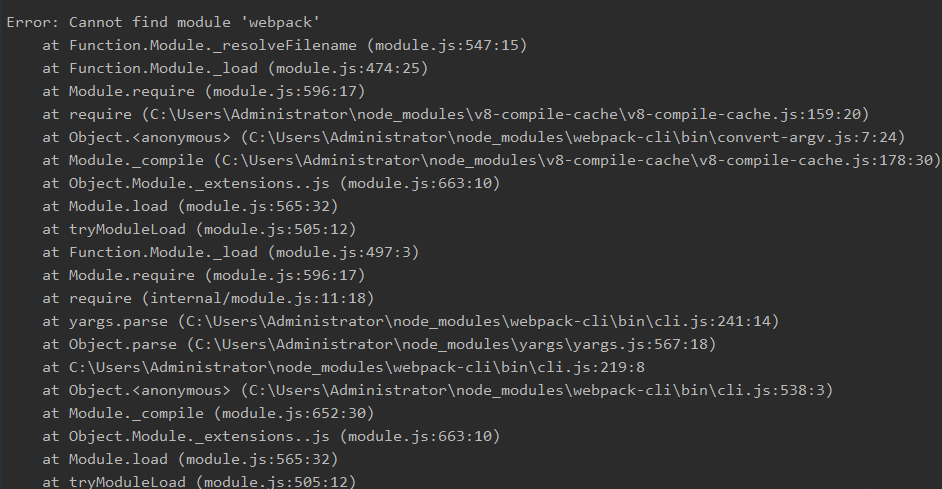 Error: Cannot find module 'webpack'
    at Function.Module._resolveFilename (module.js:547:15)
    at Function.Module._load (module.js:474:25)
    at Module.require (module.js:596:17)
    at require (C:\Users\Administrator\node_modules\v8-compile-cache\v8-compile-cache.js:159:20)
    at Object.<anonymous> (C:\Users\Administrator\node_modules\webpack-cli\bin\convert-argv.js:7:24)
    at Module._compile (C:\Users\Administrator\node_modules\v8-compile-cache\v8-compile-cache.js:178:30)
    at Object.Module._extensions..js (module.js:663:10)
    at Module.load (module.js:565:32)
    at tryModuleLoad (module.js:505:12)
    at Function.Module._load (module.js:497:3)
    at Module.require (module.js:596:17)
    at require (internal/module.js:11:18)
    at yargs.parse (C:\Users\Administrator\node_modules\webpack-cli\bin\cli.js:241:14)
    at Object.parse (C:\Users\Administrator\node_modules\yargs\yargs.js:567:18)
    at C:\Users\Administrator\node_modules\webpack-cli\bin\cli.js:219:8
    at Object.<anonymous> (C:\Users\Administrator\node_modules\webpack-cli\bin\cli.js:538:3)
    at Module._compile (module.js:652:30)
    at Object.Module._extensions..js (module.js:663:10)
    at Module.load (module.js:565:32)
    at tryModuleLoad (module.js:505:12)